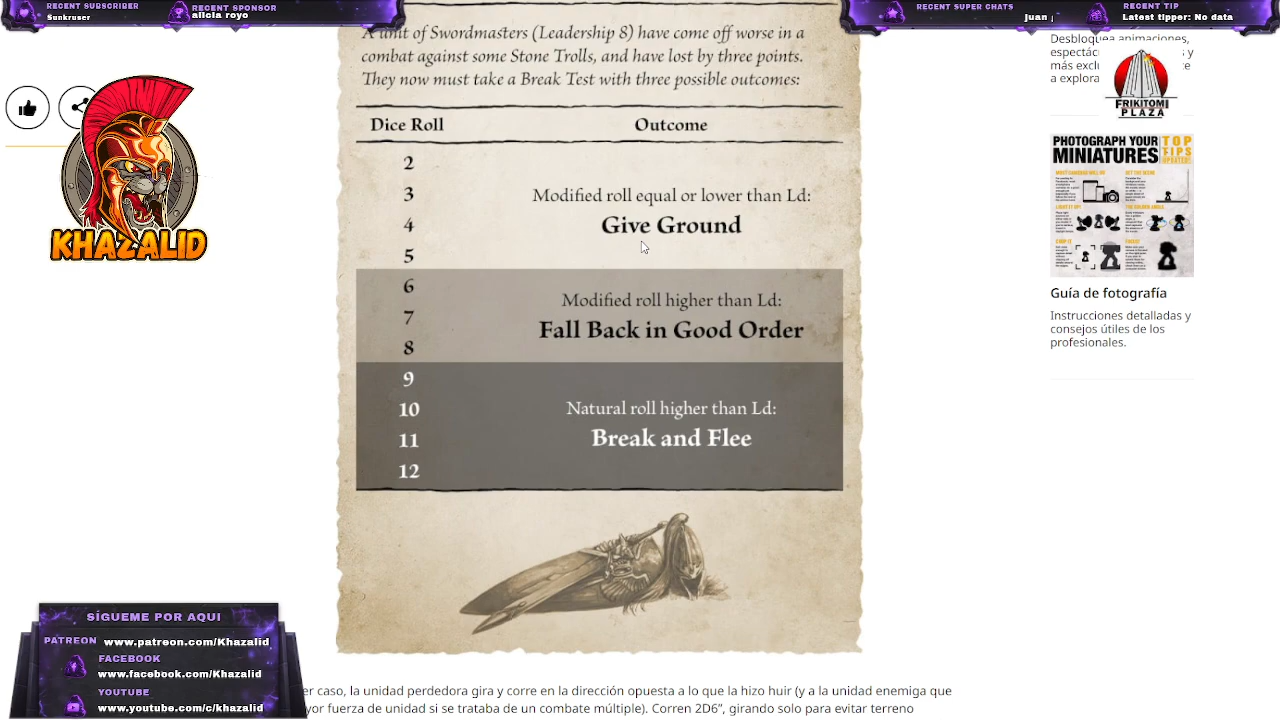 RECENT SUBSCRIBER
Sunkruser
RECENT SPONSOR
alicia royo
RECENT SUPER CHATS
juan j
RECENT TIP
Latest tipper: No data
A unit of Swordmasters (Leadership 8) have come off worse in a
combat against some Stone Trolls, and have lost by three points.
They now must take a Break Test with three possible outcomes:
Dice Roll Outcome
2
3
4
5
Modified roll equal or lower than Ld:
Give Ground
6
7
8
Modified roll higher than Ld:
Fall Back in Good Order
9
10
11
12
Natural roll higher than Ld:
Break and Flee
KHAZALID
Desbloquea animaciones,
espectác y
más exclu e
a explora
FRIKITOMI
PLAZA
PHOTOGRAPH YOUR
MINIATURES
TOP
TIPS
UPDATED!
Guía de fotografía
Instrucciones detalladas y
consejos útiles de los
profesionales.
SÍGUEME POR AQUI
PATREON www.patreon.com/Khazalid
FACEBOOK
www.facebook.com/Khazalid
YOUTUBE
www.youtube.com/c/khazalid
er caso, la unidad perdedora gira y corre en la dirección opuesta a lo que la hizo huir (y a la unidad enemiga que
yor fuerza de unidad si se trataba de un combate múltiple). Corren 2D6", girando solo para evitar terreno